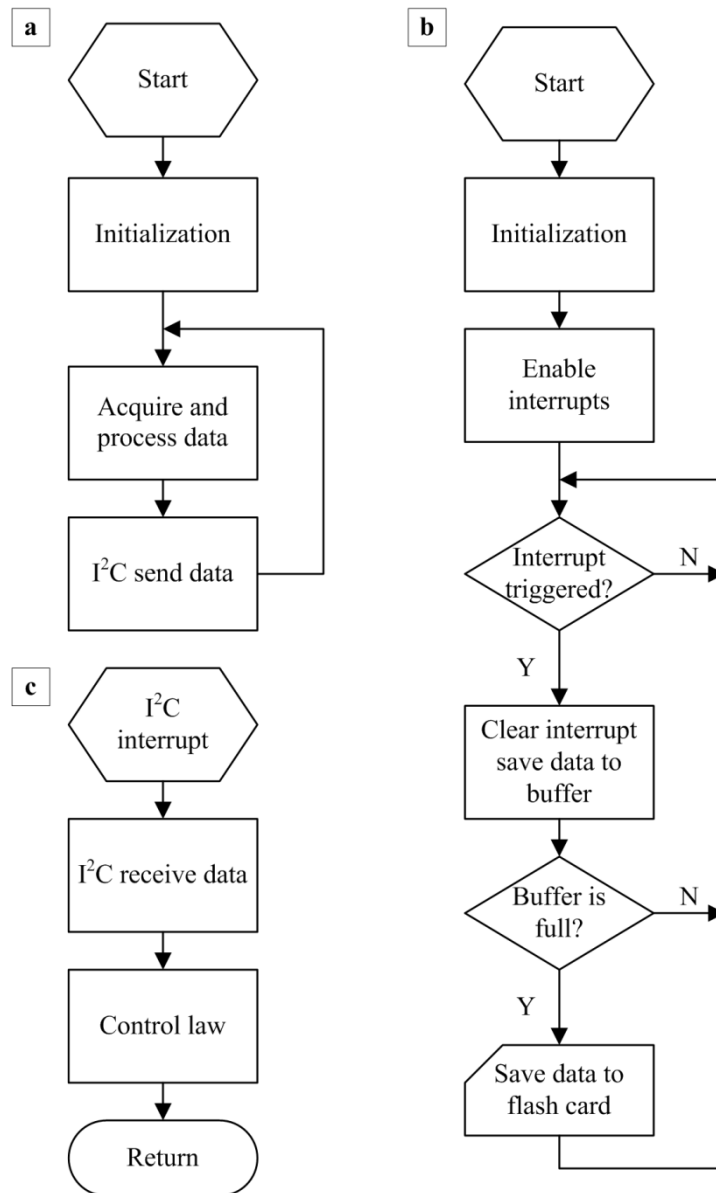 a
Start
Initialization
Acquire and
process data
I²C send data
b
Start
Initialization
Enable
interrupts
Interrupt
triggered?
N
Y
Clear interrupt
save data to
buffer
Buffer is
full?
N
Y
Save data to
flash card
c
I²C
interrupt
I²C receive data
Control law
Return